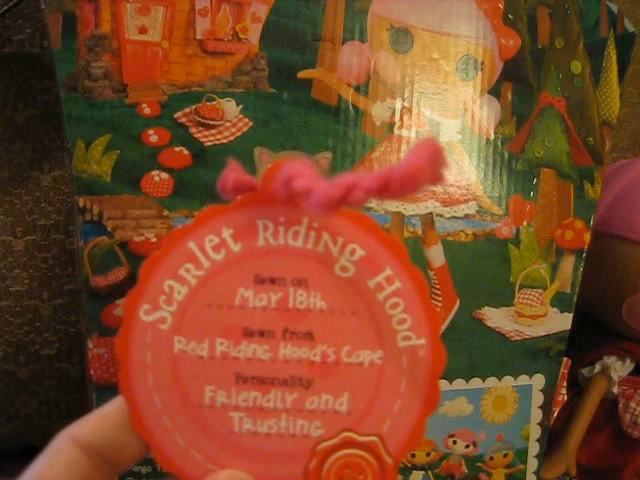 Scarlet Riding Hood
Sewn on
Mar 18th
Sewn from
Red Riding Hood's Cape
Personality
Friendly and
Trusting